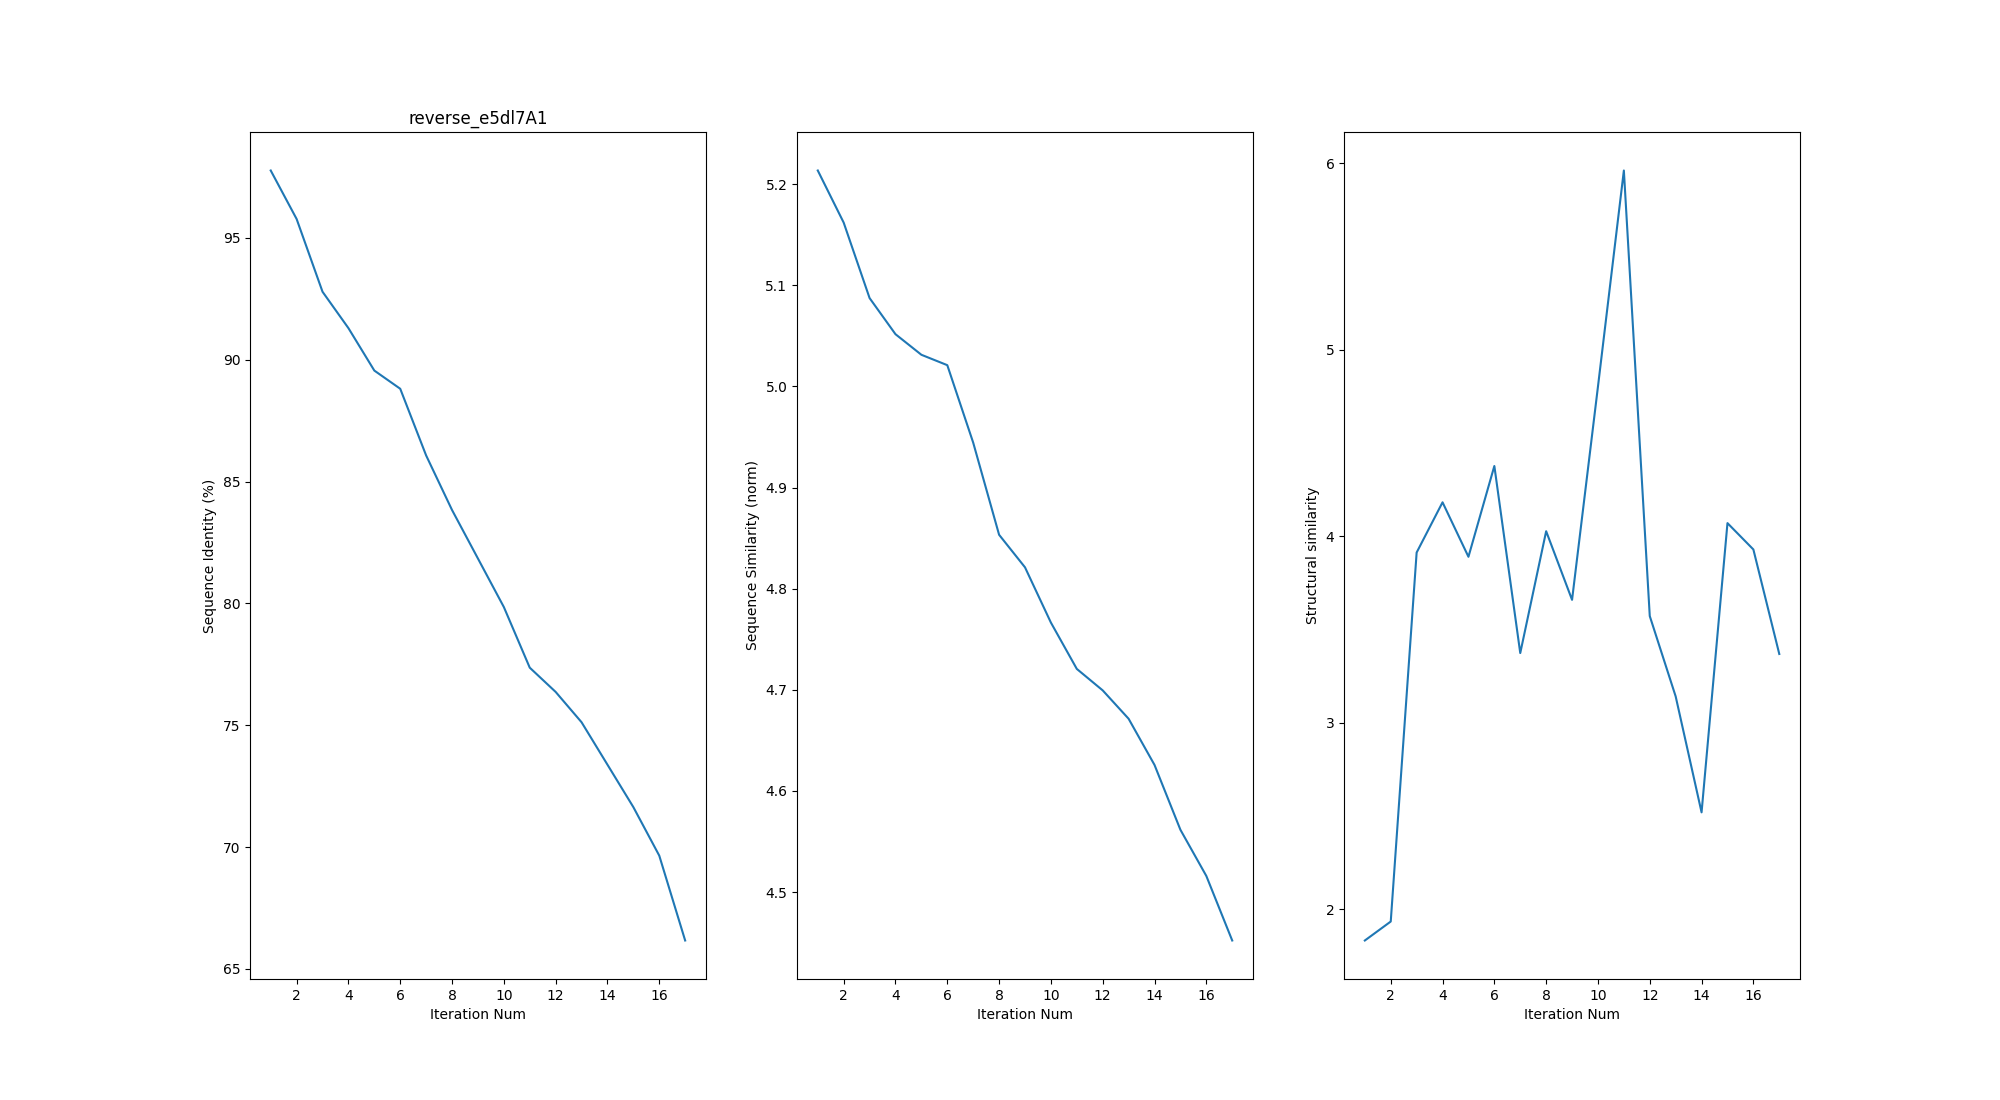 reverse_e5dl7A1
Sequence Identity (%)
95
90
85
80
75
70
65
2 4 6 8 10 12 14 16
Iteration Num
Sequence Similarity (norm)
5.2
5.1
5.0
4.9
4.8
4.7
4.6
4.5
2 4 6 8 10 12 14 16
Iteration Num
Structural similarity
6
5
4
3
2
2 4 6 8 10 12 14 16
Iteration Num